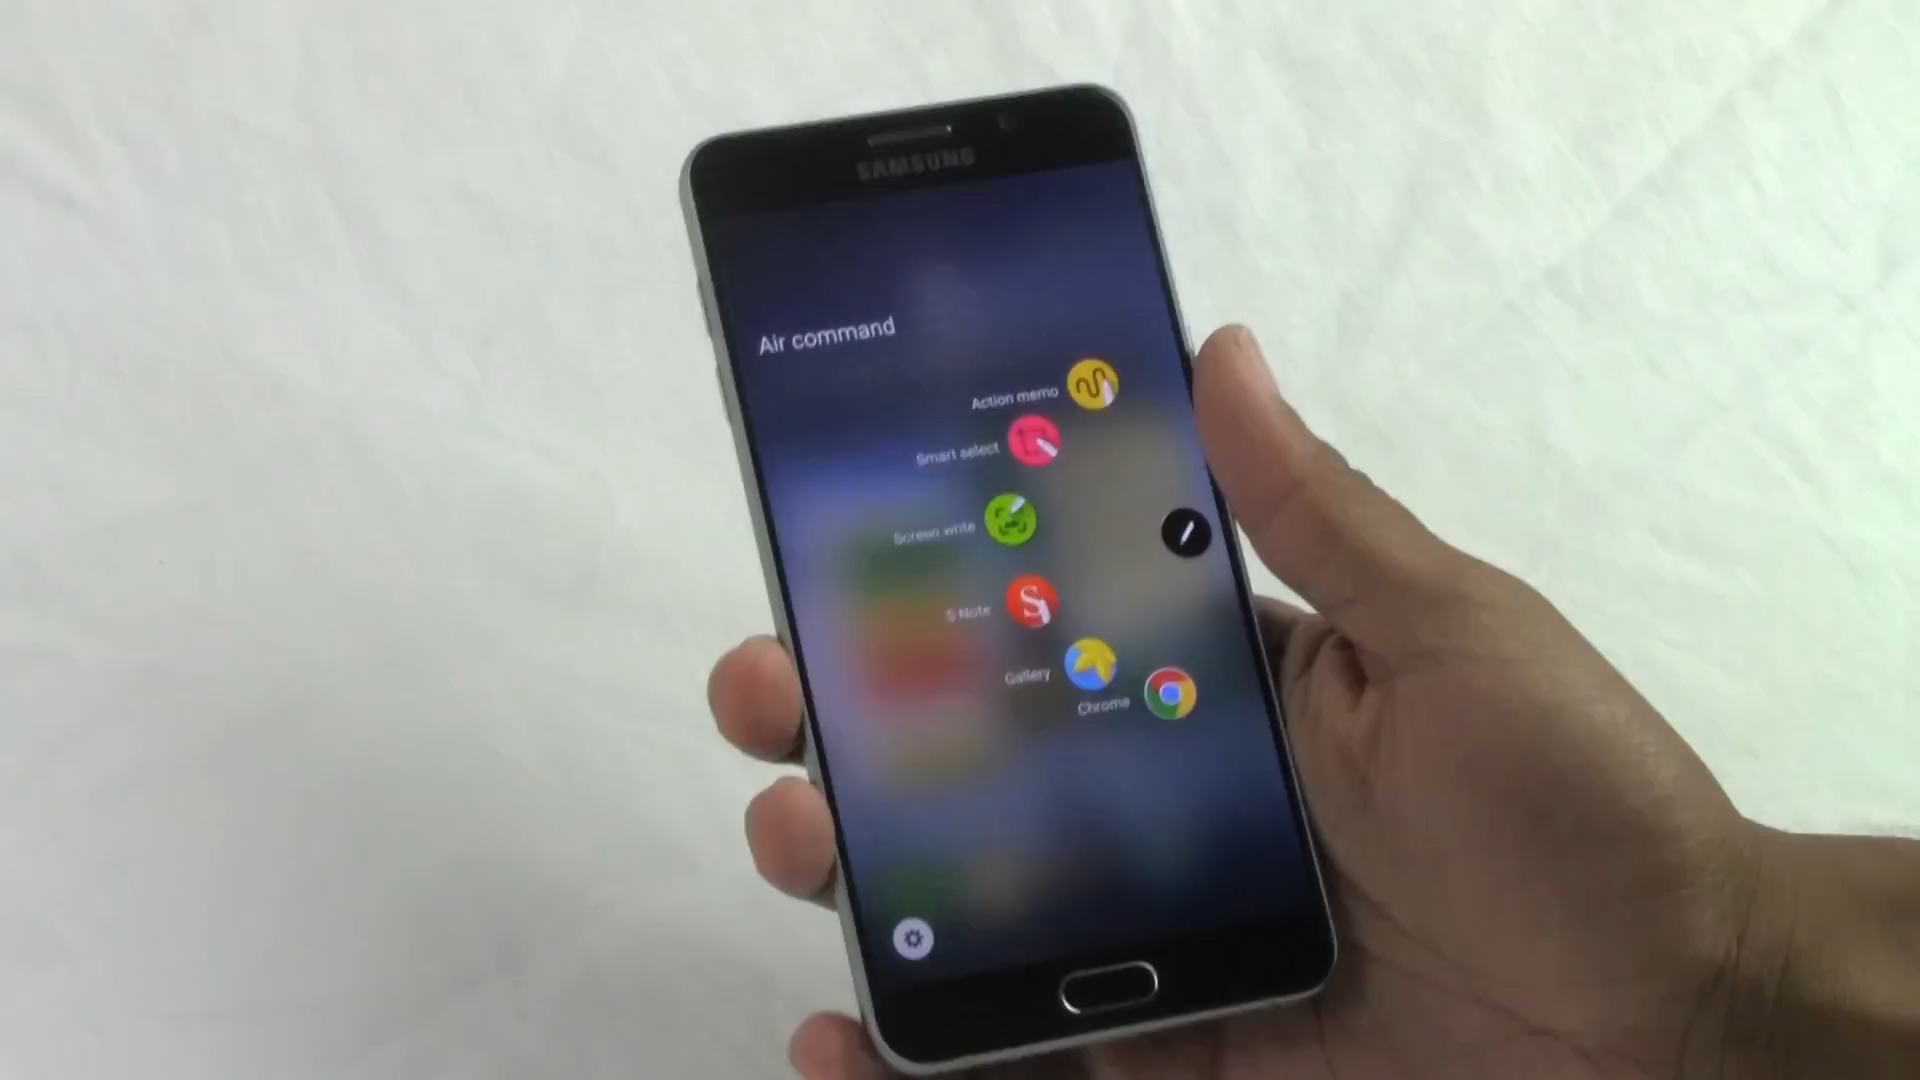 SAMSUNG
Air command
Action memo
Smart select
Screen write
S Note
Gallery
Chrome